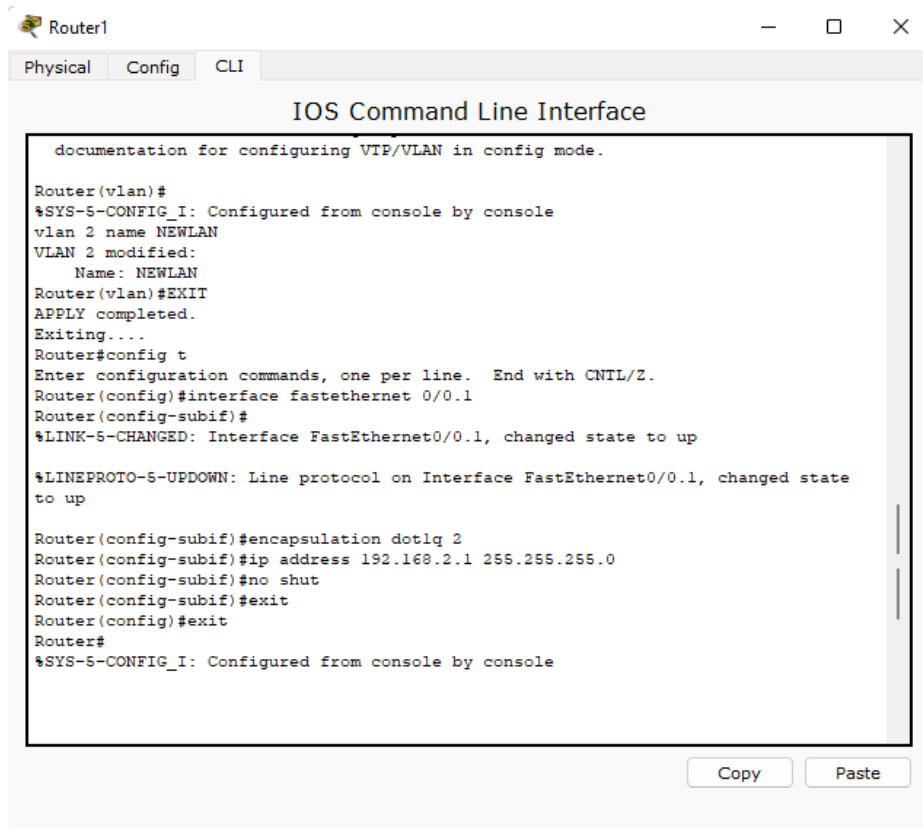 Router1
Physical Config CLI
IOS Command Line Interface
documentation for configuring VTP/VLAN in config mode.
Router(vlan)#
%SYS-5-CONFIG_I: Configured from console by console
vlan 2 name NEWLAN
VLAN 2 modified:
Name: NEWLAN
Router(vlan)#EXIT
APPLY completed.
Exiting....
Router#config t
Enter configuration commands, one per line. End with CNTL/Z.
Router(config)#interface fastethernet 0/0.1
Router(config-subif)#
%LINK-5-CHANGED: Interface FastEthernet0/0.1, changed state to up
%LINEPROTO-5-UPDOWN: Line protocol on Interface FastEthernet0/0.1, changed state
to up
Router(config-subif)#encapsulation dot1q 2
Router(config-subif)#ip address 192.168.2.1 255.255.255.0
Router(config-subif)#no shut
Router(config-subif)#exit
Router(config)#exit
Router#
%SYS-5-CONFIG_I: Configured from console by console
Copy Paste